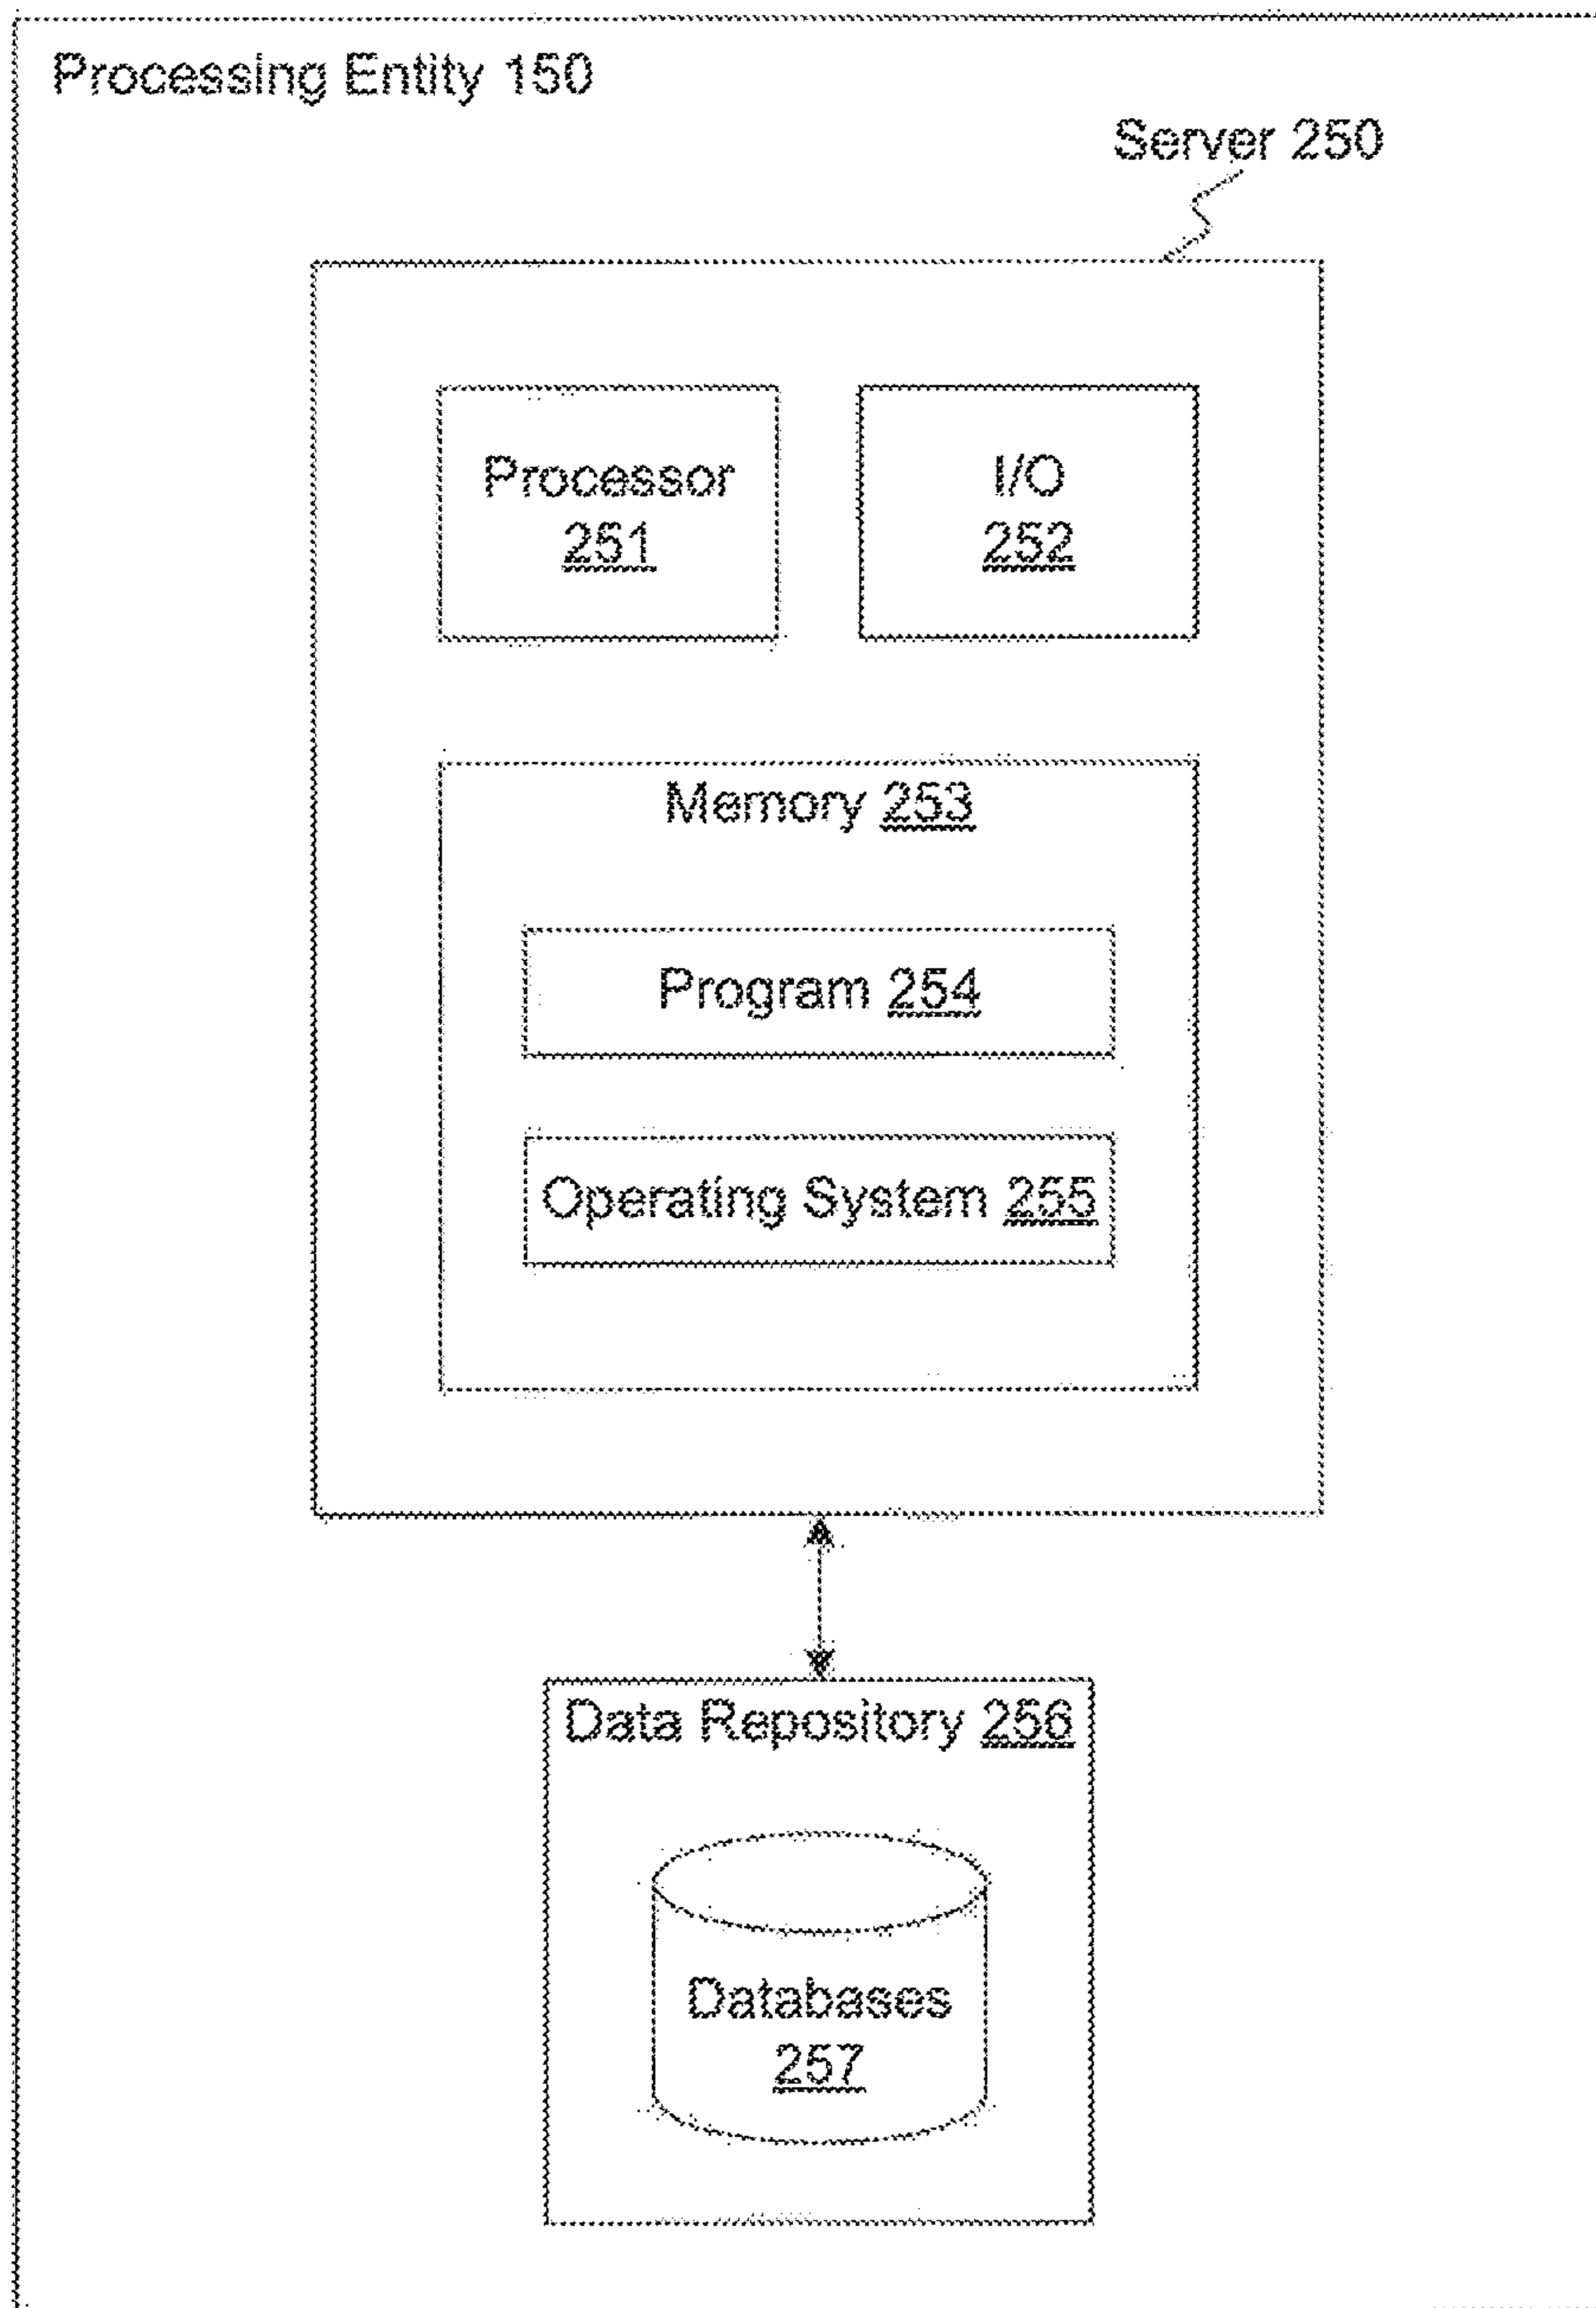 Processing Entity 150
Server 250
Processor
251
I/O
252
Memory 253
Program 254
Operating System 255
Data Repository 256
Databases
257